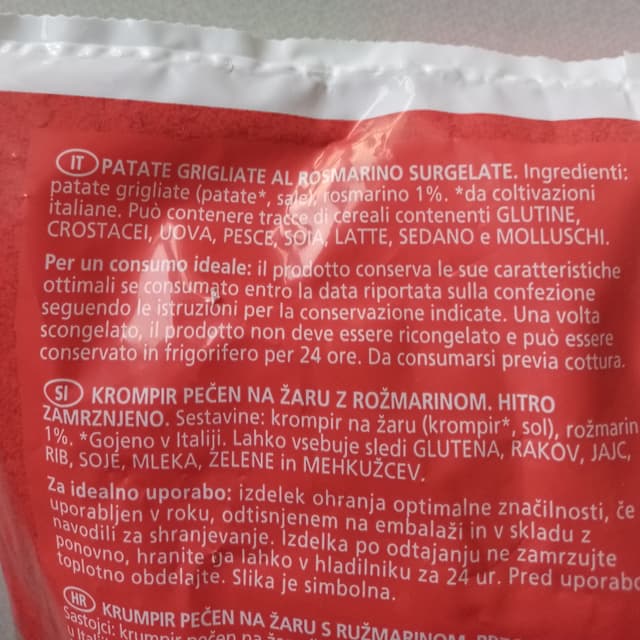 IT PATATE GRIGLIATE AL ROSMARINO SURGELATE. Ingredienti:
patate grigliate (patate*, sale), rosmarino 1%. *da coltivazioni
italiane. Può contenere tracce di cereali contenenti GLUTINE,
CROSTACEI, UOVA, PESCE, SOIA, LATTE, SEDANO e MOLLUSCHI.
Per un consumo ideale: il prodotto conserva le sue caratteristiche
ottimali se consumato entro la data riportata sulla confezione
seguendo le istruzioni per la conservazione indicate. Una volta
scongelato, il prodotto non deve essere ricongelato e può essere
conservato in frigorifero per 24 ore. Da consumarsi previa cottura.
SI KROMPIR PEČEN NA ŽARU Z ROŽMARINOM. HITRO
ZAMRZNJENO. Sestavine: krompir na žaru (krompir*, sol), rožmarin
1%. *Gojeno v Italiji. Lahko vsebuje sledi GLUTENA, RAKOV, JAJC,
RIB, SOJE, MLEKA, ZELENE in MEHKUŽCEV.
Za idealno uporabo: izdelek ohranja optimalne značilnosti, če
uporabljen v roku, odtisnjenem na embalaži in v skladu z
navodili za shranjevanje. Izdelka po odtajanju ne zamrzujte
ponovno, hranite ga lahko v hladilniku za 24 ur. Pred uporabo
toplotno obdelajte. Slika je simbolna.
HR KRUMPIR PEČEN NA ŽARU S RUŽMARINOM.
Sastojci: krumpir pečen na
u Italiji